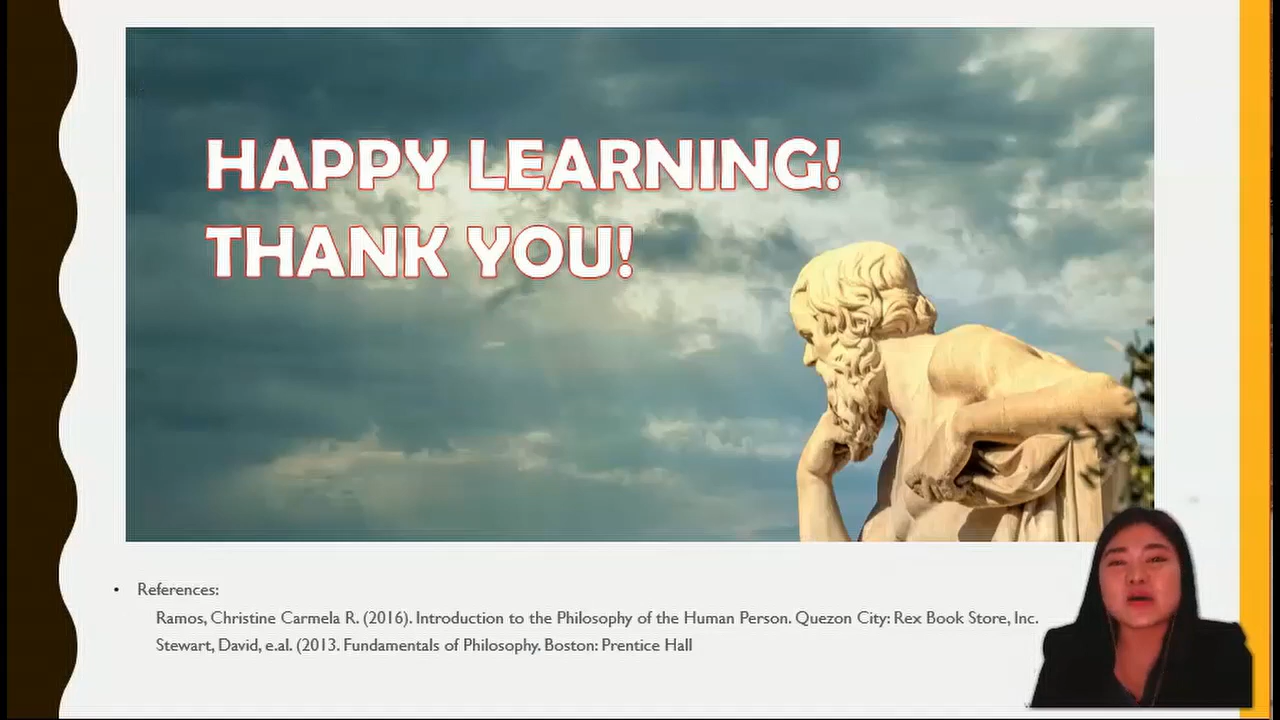 HAPPY LEARNING!
THANK YOU!
• References:
Ramos, Christine Carmela R. (2016). Introduction to the Philosophy of the Human Person. Quezon City: Rex Book Store, Inc.
Stewart, David, e.al. (2013. Fundamentals of Philosophy. Boston: Prentice Hall